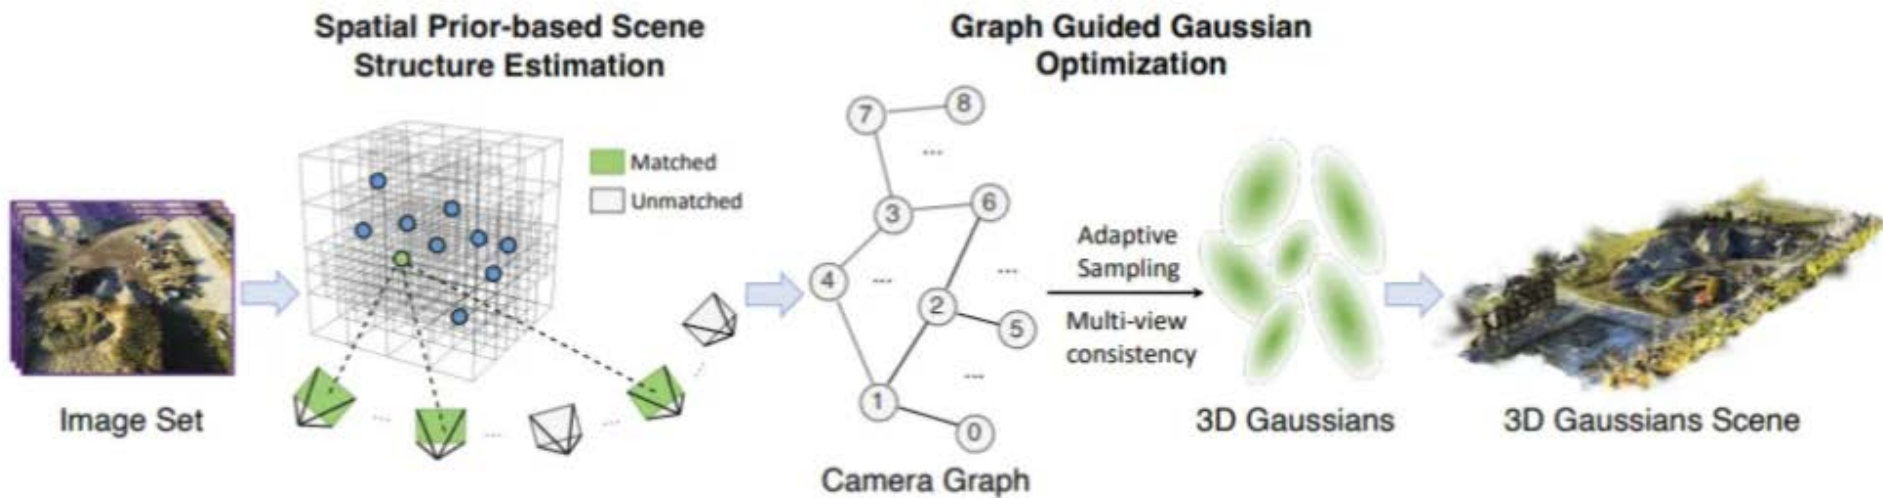 Spatial Prior-based Scene
Structure Estimation
Graph Guided Gaussian
Optimization
Matched
Unmatched
7
8
...
3
6
4
...
...
2
5
...
1
0
Adaptive
Sampling
Multi-view
consistency
...
...
...
...
Image Set
Camera Graph
3D Gaussians
3D Gaussians Scene